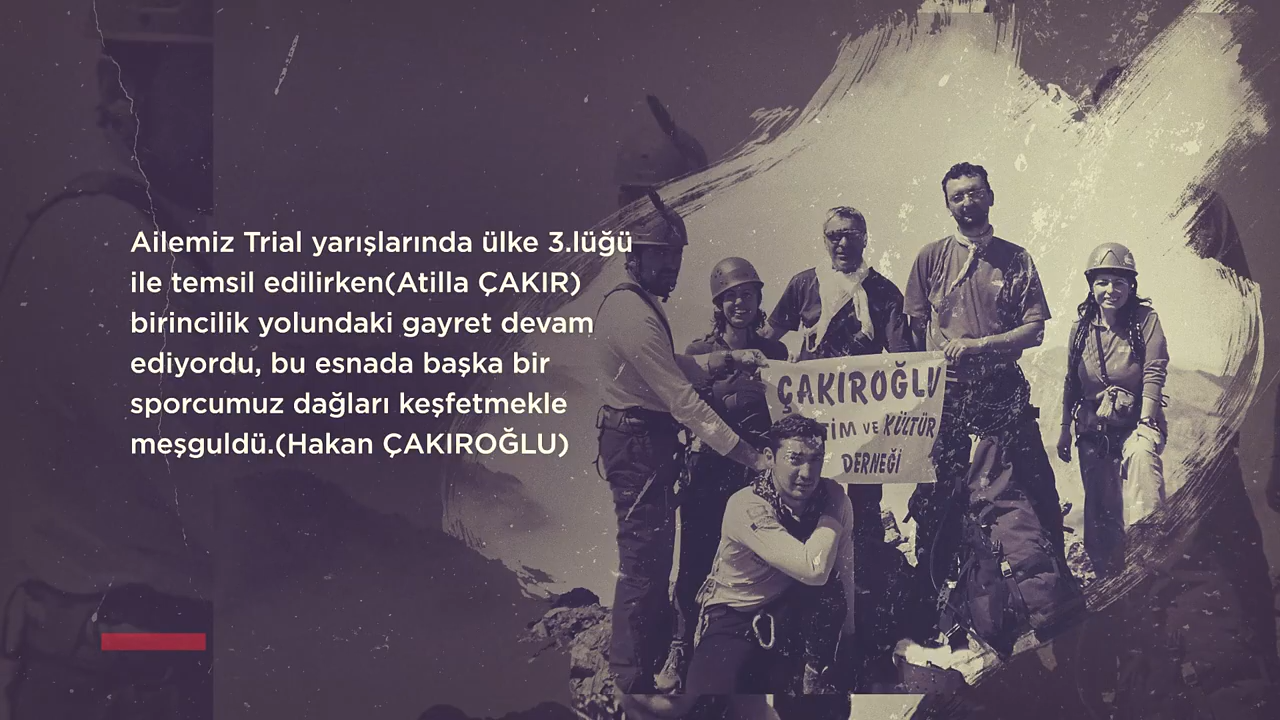 Ailemiz Trial yarışlarında ülke 3.lüğü
ile temsil edilirken(Atilla ÇAKIR)
birincilik yolundaki gayret devam
ediyordu, bu esnada başka bir
sporcumuz dağları keşfetmekle
meşguldü.(Hakan ÇAKIROĞLU)
ÇAKIROĞLU
VE KÜLTÜR
DERNEĞİ